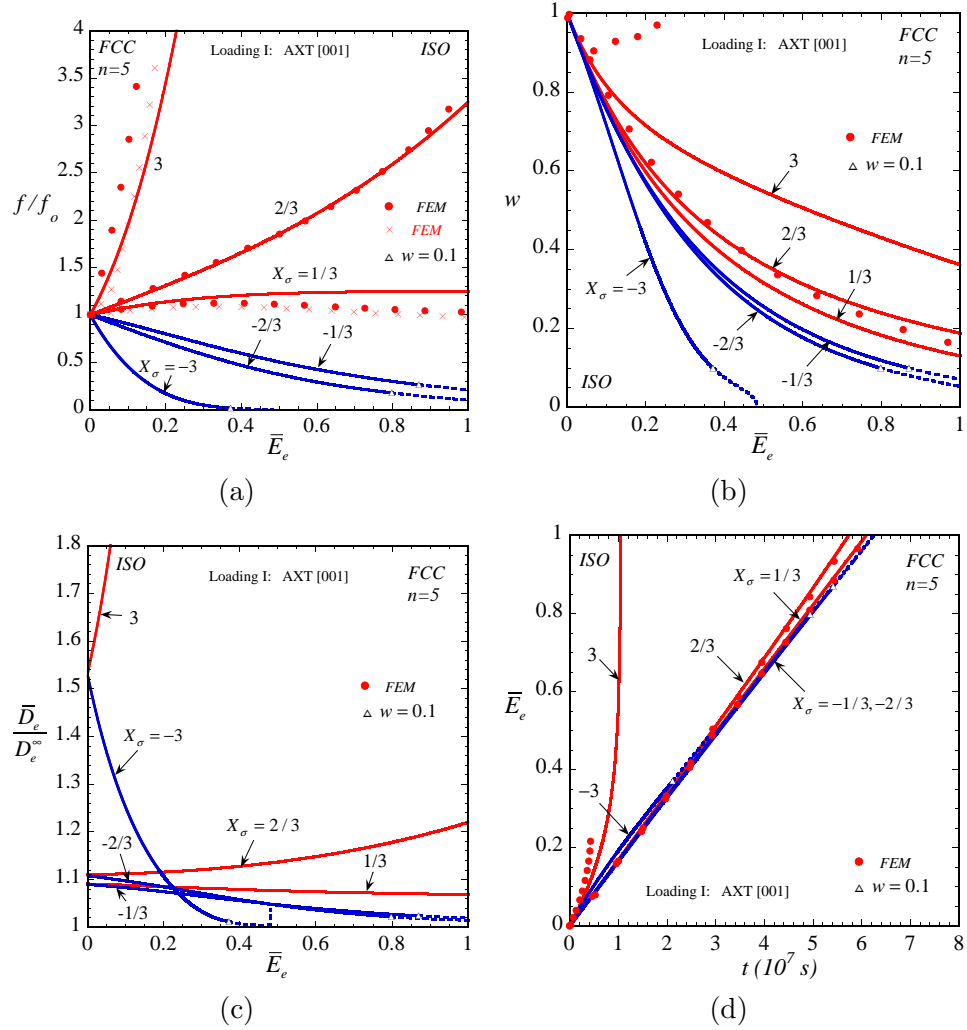 4
3.5
3
2.5
2
1.5
1
0.5
0
f/f_o
FCC
n=5
Loading I: AXT [001]
ISO
3
2/3
FEM
FEM
w = 0.1
X_σ = 1/3
-2/3
-1/3
X_σ = −3
0 0.2 0.4 0.6 0.8 1
E̅_e
(a)
1
0.8
0.6
0.4
0.2
0
w
Loading I: AXT [001]
FCC
n=5
FEM
w = 0.1
3
2/3
1/3
X_σ = −3
-2/3
-1/3
ISO
0 0.2 0.4 0.6 0.8 1
E̅_e
(b)
1.8
1.7
1.6
1.5
1.4
1.3
1.2
1.1
1
D̅_e
D_e^∞
ISO
Loading I: AXT [001]
FCC
n=5
3
FEM
w = 0.1
X_σ = −3
X_σ = 2/3
-2/3
1/3
-1/3
0 0.2 0.4 0.6 0.8 1
E̅_e
(c)
1
0.8
0.6
0.4
0.2
0
E̅_e
ISO
FCC
n=5
X_σ = 1/3
2/3
3
X_σ = −1/3, −2/3
−3
FEM
w = 0.1
Loading I: AXT [001]
0 1 2 3 4 5 6 7 8
t (10⁷ s)
(d)